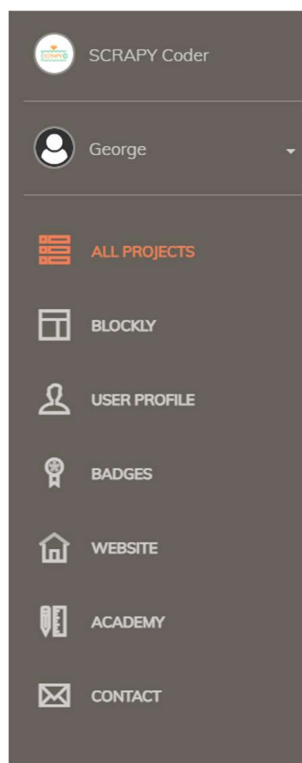 SCRAPY Coder
George
ALL PROJECTS
BLOCKLY
USER PROFILE
BADGES
WEBSITE
ACADEMY
CONTACT